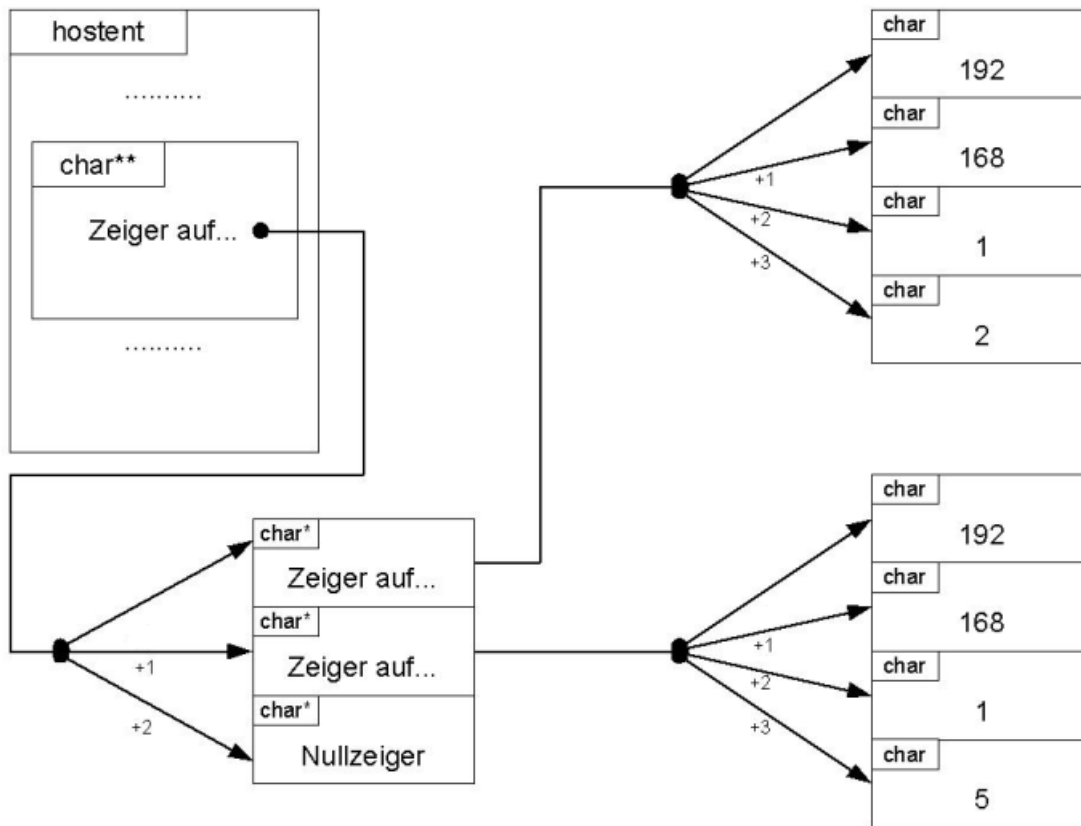 hostent
..........
char**
Zeiger auf...
..........
char*
Zeiger auf...
char*
Zeiger auf...
char*
Nullzeiger
+1
+2
char
192
char
168
char
1
char
2
+1
+2
+3
char
192
char
168
char
1
char
5
+1
+2
+3